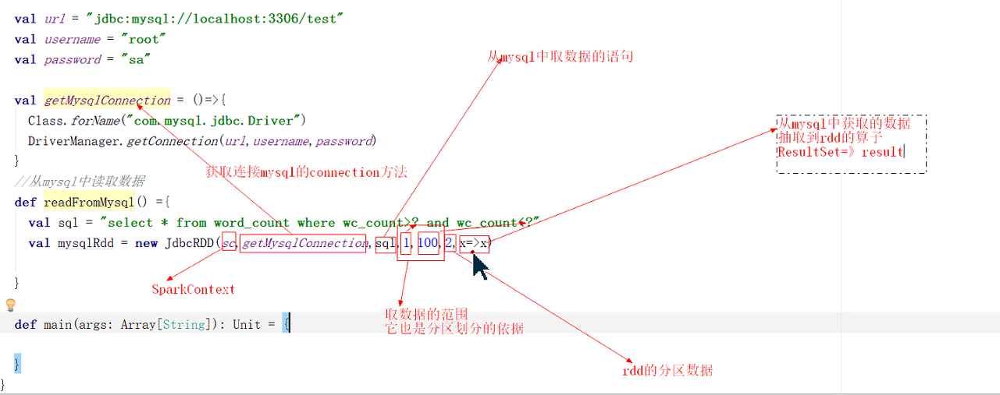 val url = "jdbc:mysql://localhost:3306/test"
val username = "root"
val password = "sa"
从mysql中取数据的语句
val getMysqlConnection = ()=>{
Class.forName("com.mysql.jdbc.Driver")
DriverManager.getConnection(url,username,password)
}
从mysql中获取的数据
抽取到rdd的算子
ResultSet=》result
获取连接mysql的connection方法
//从mysql中读取数据
def readFromMysql() ={
val sql = "select * from word_count where wc_count>? and wc_count<?"
val mysqlRdd = new JdbcRDD(sc,getMysqlConnection,sql,1,100,2,x=>x)
}
SparkContext
取数据的范围
它也是分区划分的依据
def main(args: Array[String]): Unit = {
rdd的分区数据
}
}